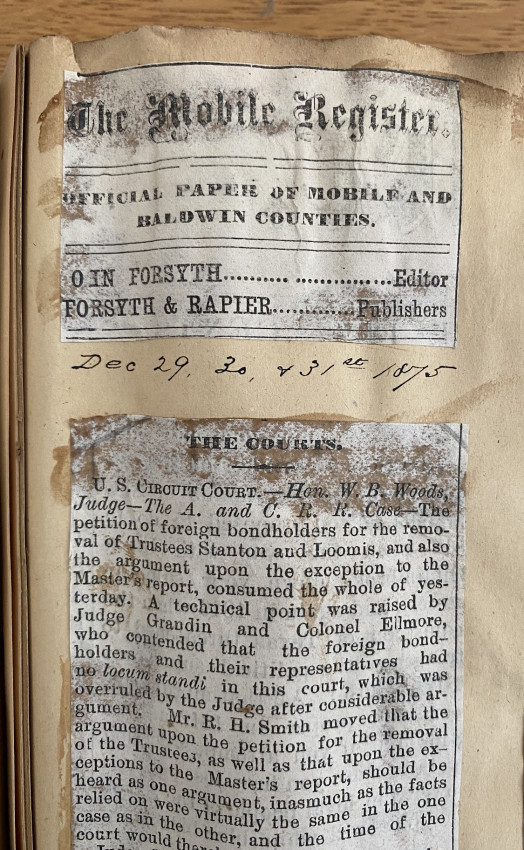 The Mobile Register.
OFFICIAL PAPER OF MOBILE AND
BALDWIN COUNTIES.
O IN FORSYTH.......... ...............Editor
FORSYTH & RAPIER.............Publishers
Dec 29, 30, & 31st 1875
THE COURTS.
U. S. CIRCUIT COURT.—Hon. W. B. Woods,
Judge—The A. and C. R. R. Case—The
petition of foreign bondholders for the remo-
val of Trustees Stanton and Loomis, and also
the argument upon the exception to the
Master's report, consumed the whole of yes-
terday. A technical point was raised by
Judge Grandin and Colonel Ellmore,
who contended that the foreign bond-
holders and their representatives had
no locum standi in this court, which was
overruled by the Judge after considerable ar-
gument. Mr. R. H. Smith moved that the
argument upon the petition for the removal
of the Trustees, as well as that upon the ex-
ceptions to the Master's report, should be
heard as one argument, inasmuch as the facts
relied on were virtually the same in the one
case as in the other, and the time of the
court would